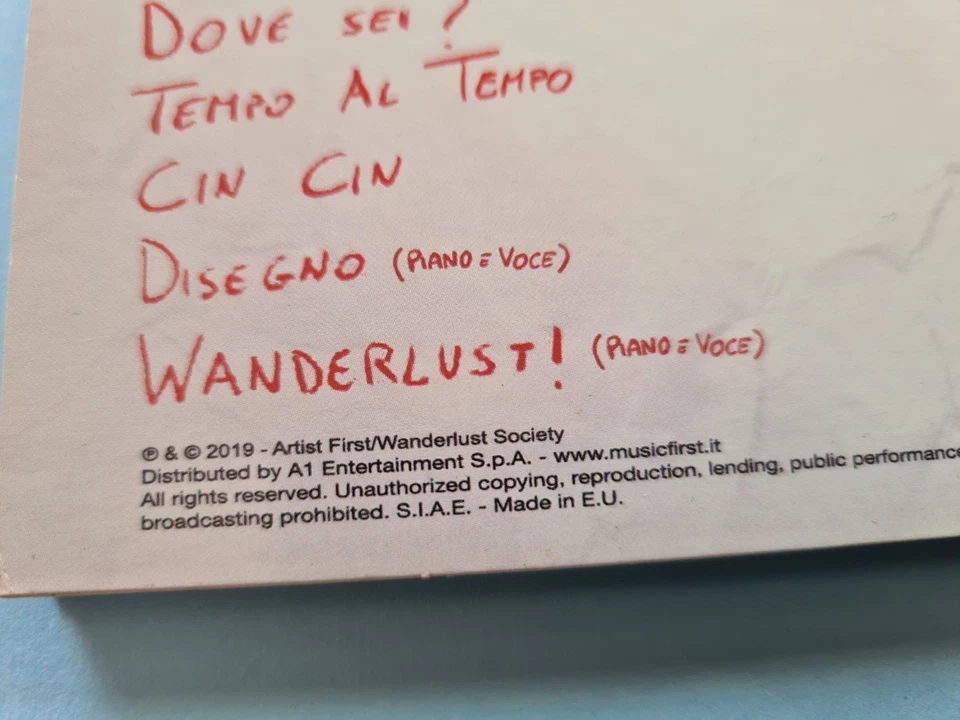 DOVE SEI?
TEMPO AL TEMPO
CIN CIN
DISEGNO (PIANO E VOCE)
WANDERLUST! (PIANO E VOCE)
℗ & © 2019 - Artist First/Wanderlust Society
Distributed by A1 Entertainment S.p.A. - www.musicfirst.it
All rights reserved. Unauthorized copying, reproduction, lending, public performance
broadcasting prohibited. S.I.A.E. - Made in E.U.